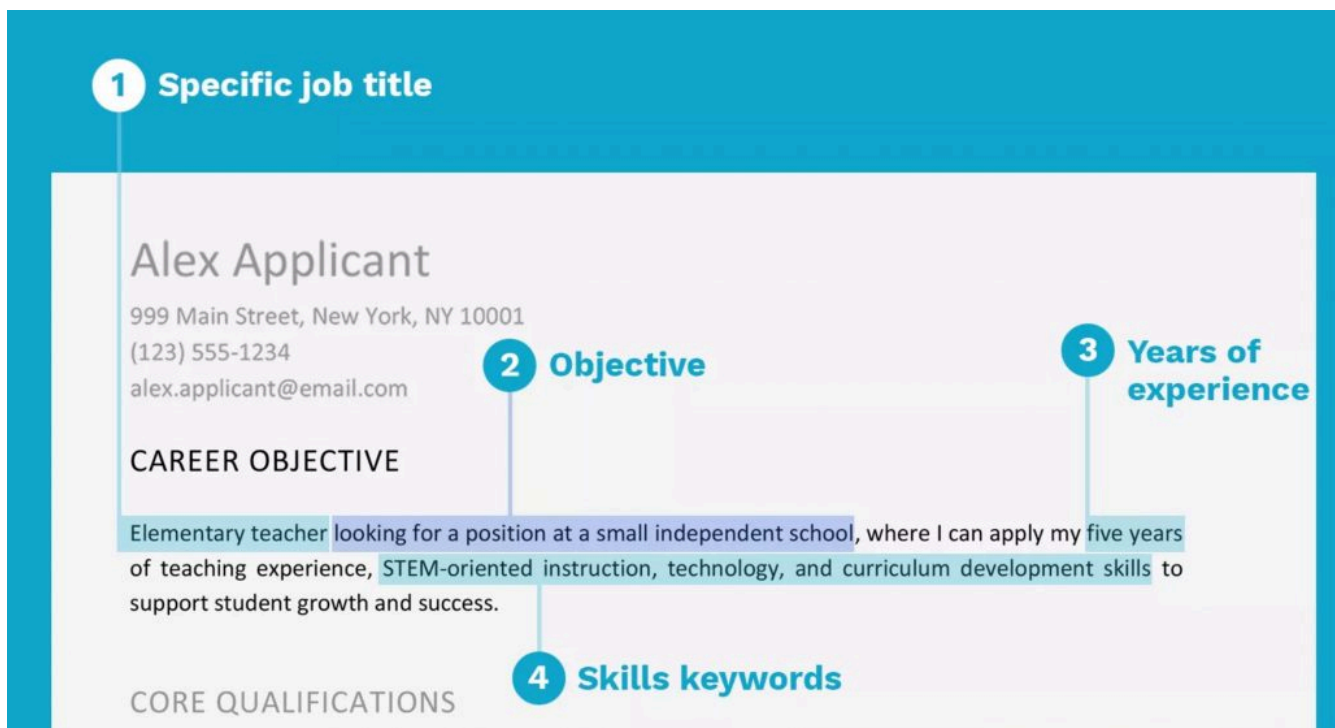 1 Specific job title
Alex Applicant
999 Main Street, New York, NY 10001
(123) 555-1234
alex.applicant@email.com
2 Objective
3 Years of
experience
CAREER OBJECTIVE
Elementary teacher looking for a position at a small independent school, where I can apply my five years
of teaching experience, STEM-oriented instruction, technology, and curriculum development skills to
support student growth and success.
4 Skills keywords
CORE QUALIFICATIONS